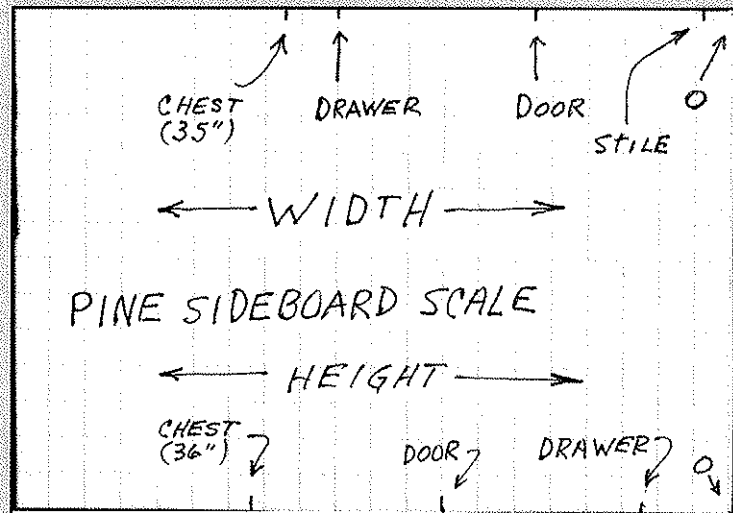 CHEST
(35")
DRAWER
DOOR
STILE
O
WIDTH
PINE SIDEBOARD SCALE
HEIGHT
CHEST
(36")
DOOR
DRAWER
O